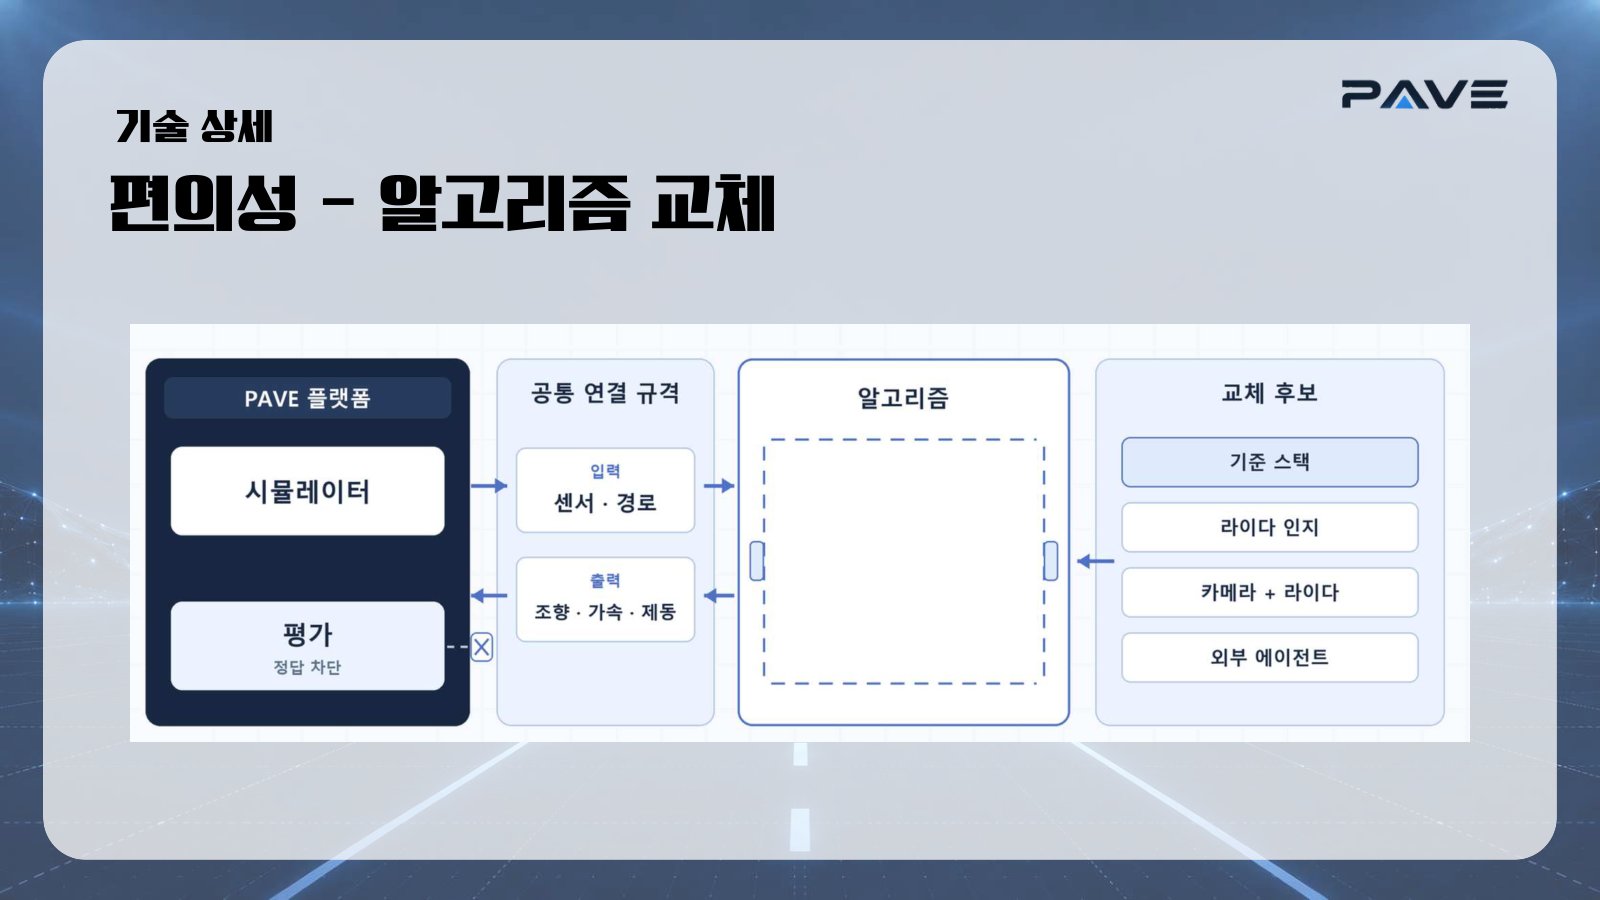 기술 상세
PAVE
편의성 - 알고리즘 교체
PAVE 플랫폼
시뮬레이터
평가
정답 차단
공통 연결 규격
입력
센서 · 경로
출력
조향 · 가속 · 제동
알고리즘
교체 후보
기준 스택
라이다 인지
카메라 + 라이다
외부 에이전트